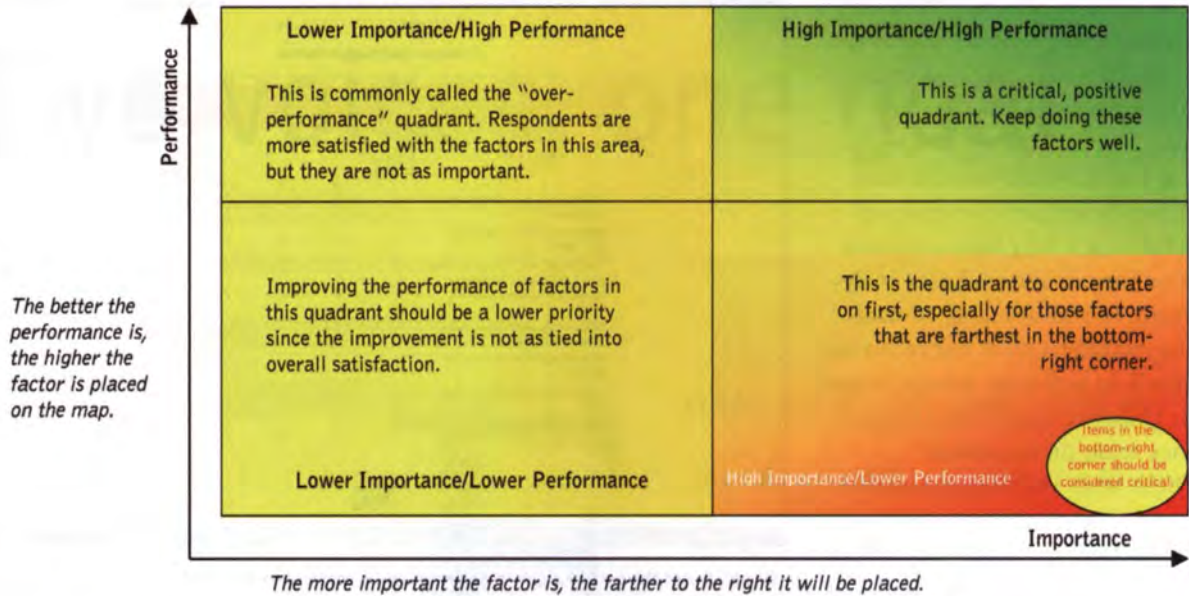 Lower Importance/High Performance
This is commonly called the "over-
performance" quadrant. Respondents are
more satisfied with the factors in this area,
but they are not as important.
High Importance/High Performance
This is a critical, positive
quadrant. Keep doing these
factors well.
Performance
The better the
performance is,
the higher the
factor is placed
on the map.
Improving the performance of factors in
this quadrant should be a lower priority
since the improvement is not as tied into
overall satisfaction.
Lower Importance/Lower Performance
This is the quadrant to concentrate
on first, especially for those factors
that are farthest in the bottom-
right corner.
High Importance/Lower Performance
Items in the
bottom-right
corner should be
considered critical.
Importance
The more important the factor is, the farther to the right it will be placed.